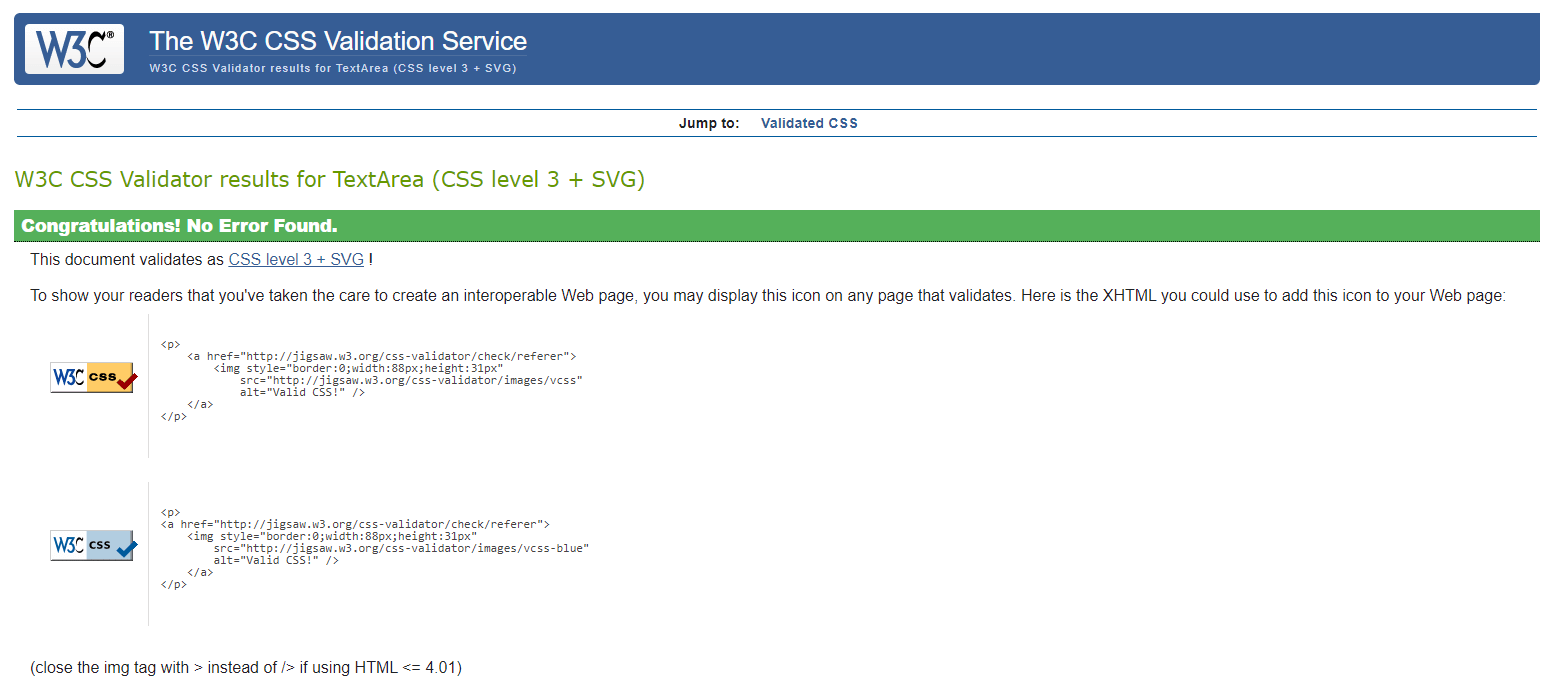 W3C®
The W3C CSS Validation Service
W3C CSS Validator results for TextArea (CSS level 3 + SVG)
Jump to: Validated CSS
W3C CSS Validator results for TextArea (CSS level 3 + SVG)
Congratulations! No Error Found.
This document validates as CSS level 3 + SVG !
To show your readers that you've taken the care to create an interoperable Web page, you may display this icon on any page that validates. Here is the XHTML you could use to add this icon to your Web page:
W3C css
<p>
    <a href="http://jigsaw.w3.org/css-validator/check/referer">
        <img style="border:0;width:88px;height:31px"
            src="http://jigsaw.w3.org/css-validator/images/vcss"
            alt="Valid CSS!" />
    </a>
</p>
W3C css
<p>
<a href="http://jigsaw.w3.org/css-validator/check/referer">
    <img style="border:0;width:88px;height:31px"
        src="http://jigsaw.w3.org/css-validator/images/vcss-blue"
        alt="Valid CSS!" />
    </a>
</p>
(close the img tag with > instead of /> if using HTML <= 4.01)